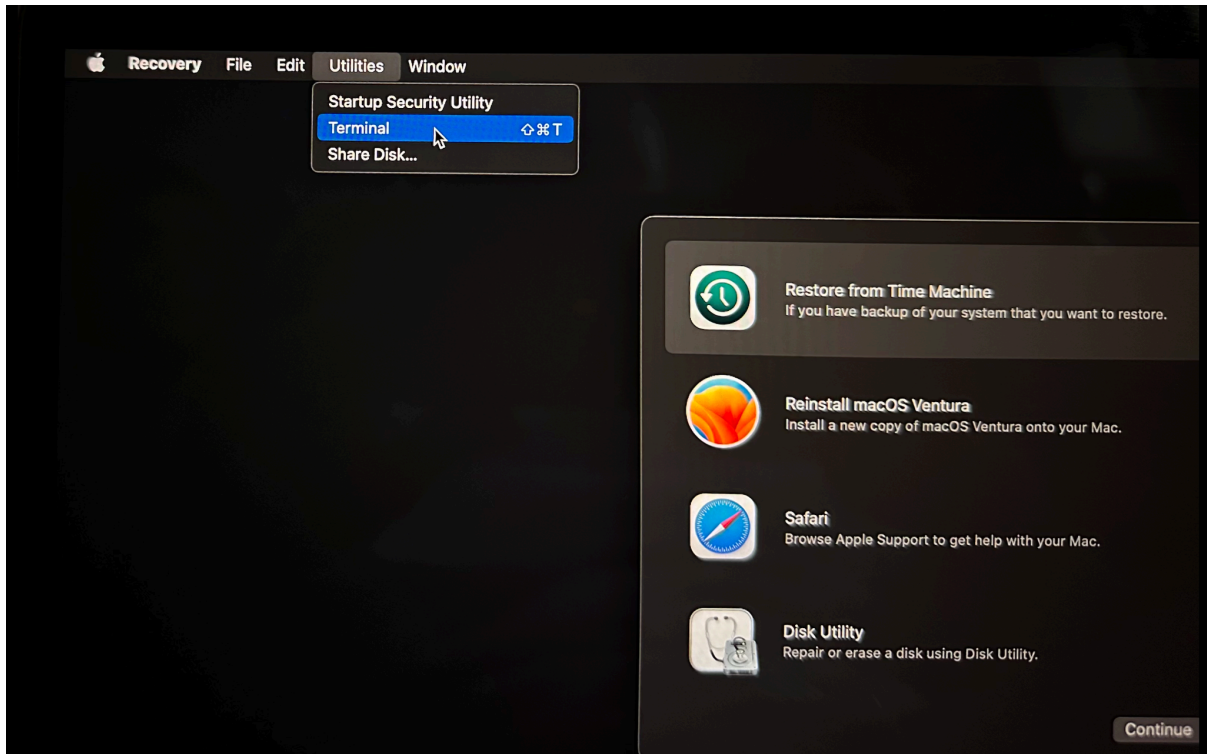 Recovery File Edit Utilities Window
Startup Security Utility
Terminal ⇧⌘T
Share Disk...
Restore from Time Machine
If you have backup of your system that you want to restore.
Reinstall macOS Ventura
Install a new copy of macOS Ventura onto your Mac.
Safari
Browse Apple Support to get help with your Mac.
Disk Utility
Repair or erase a disk using Disk Utility.
Continue